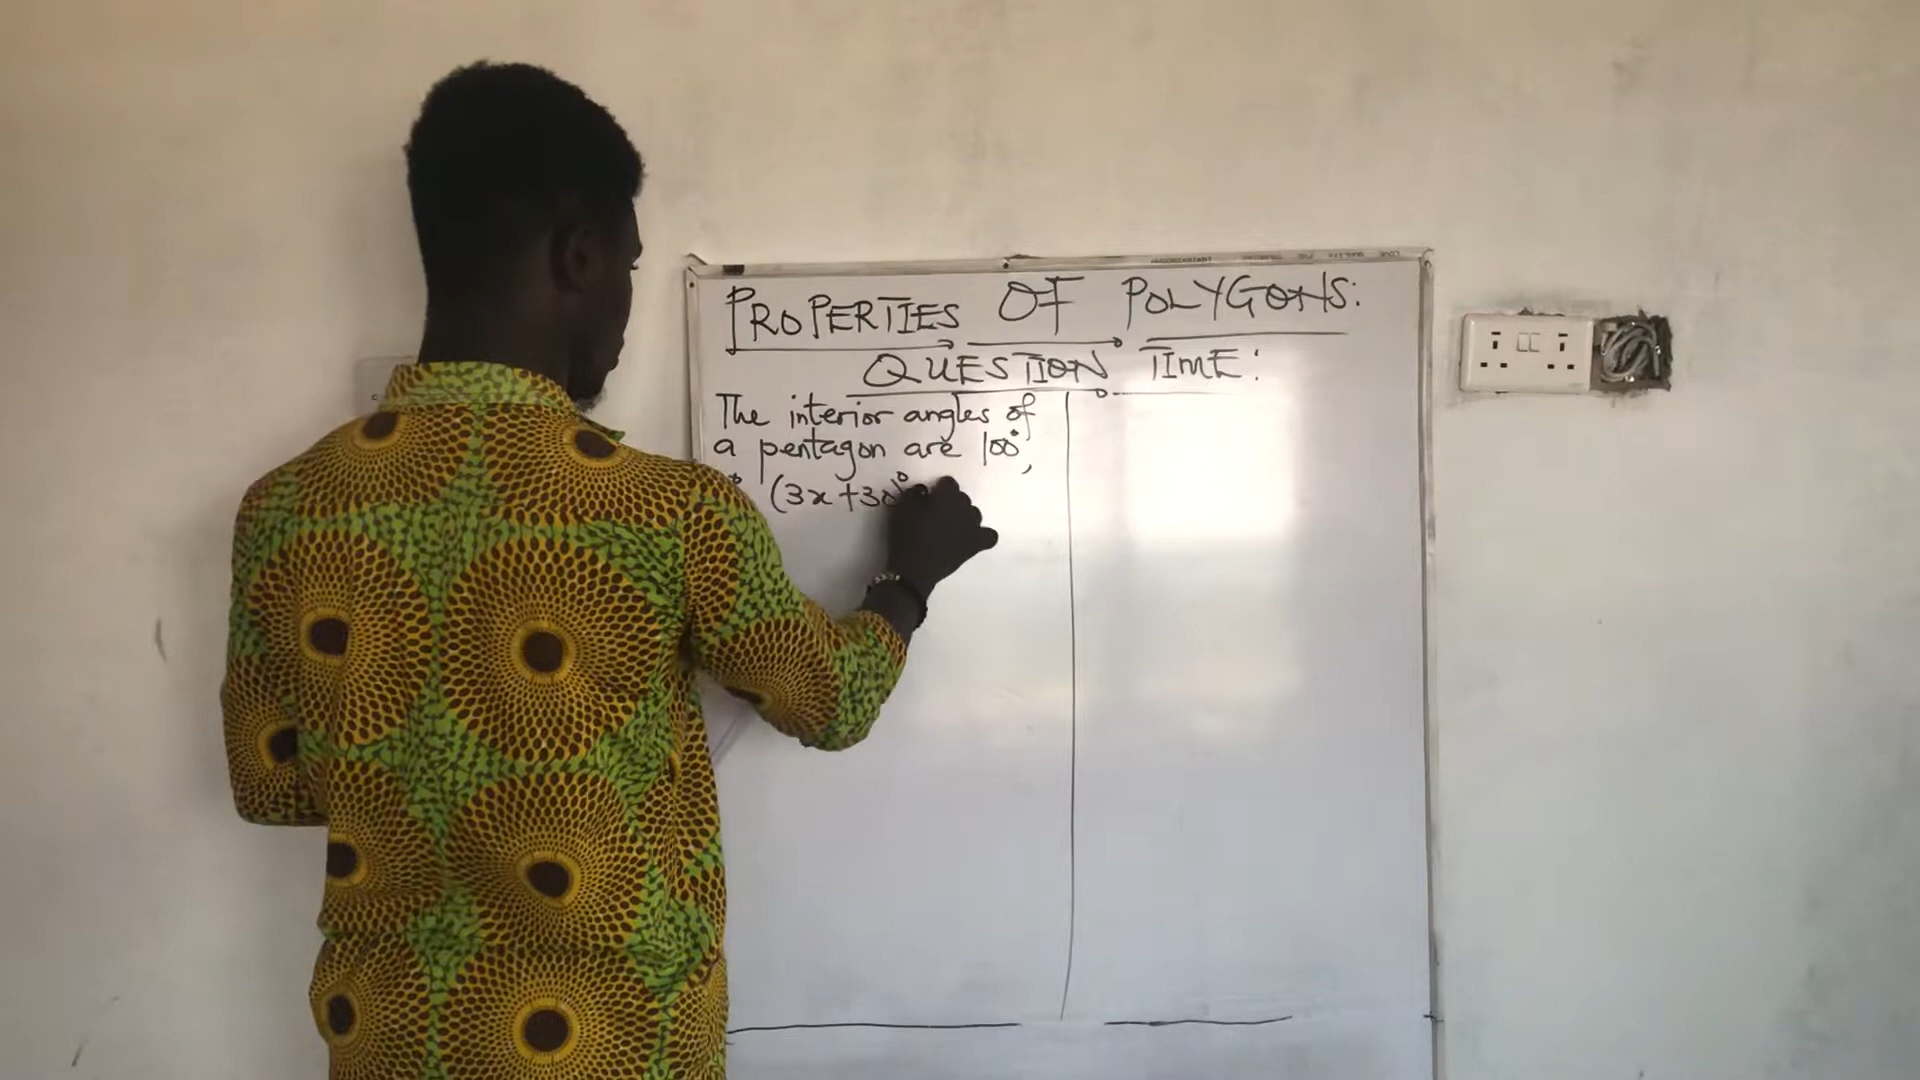 PROPERTIES OF POLYGONS:
QUESTION TIME:
The interior angles of
a pentagon are 100°,
(3x+30)°